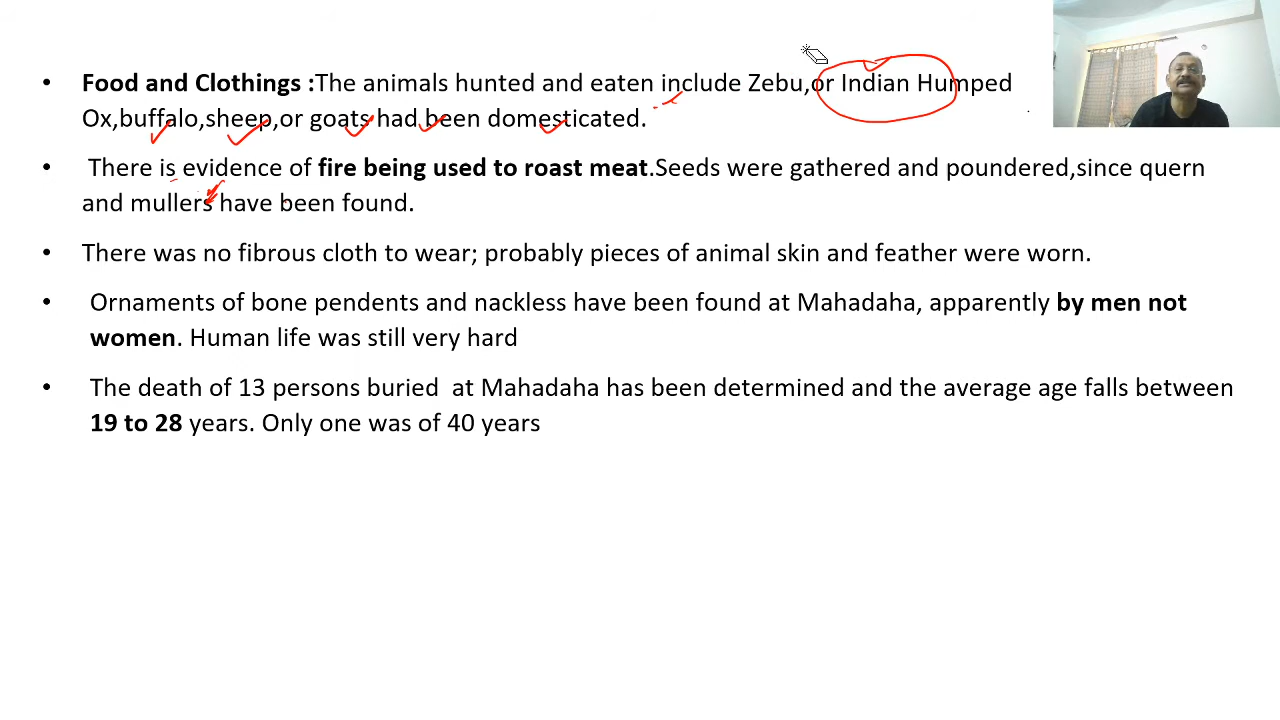 • Food and Clothings :The animals hunted and eaten include Zebu,or Indian Humped
Ox,buffalo,sheep,or goats had been domesticated.
• There is evidence of fire being used to roast meat.Seeds were gathered and poundered,since quern
and mullers have been found.
• There was no fibrous cloth to wear; probably pieces of animal skin and feather were worn.
• Ornaments of bone pendents and nackless have been found at Mahadaha, apparently by men not
women. Human life was still very hard
• The death of 13 persons buried at Mahadaha has been determined and the average age falls between
19 to 28 years. Only one was of 40 years